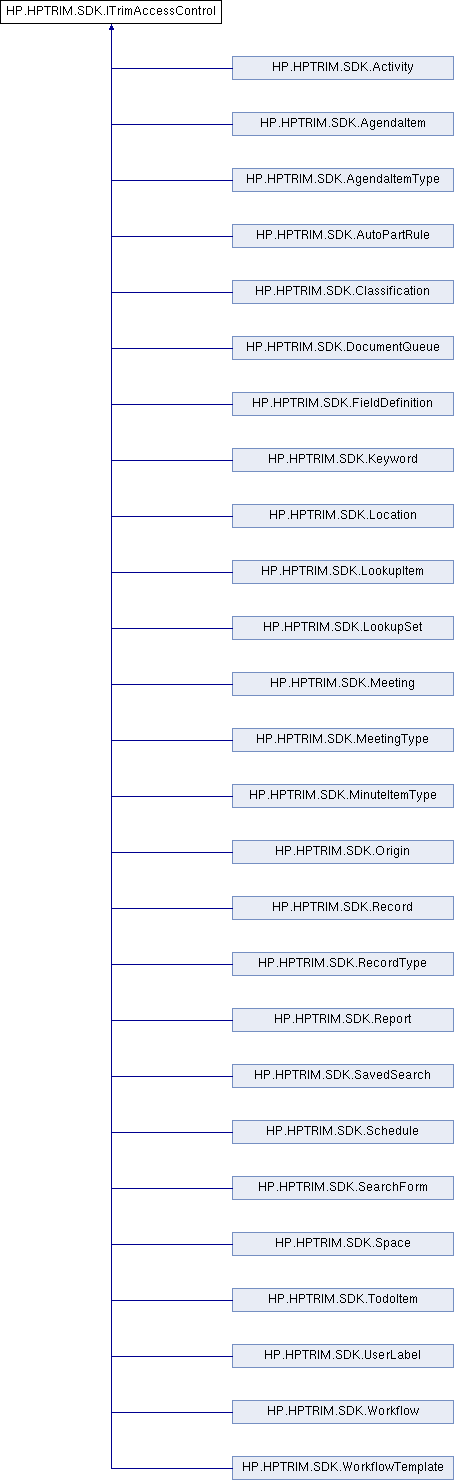 HP.HPTRIM.SDK.ITrimAccessControl
HP.HPTRIM.SDK.Activity
HP.HPTRIM.SDK.AgendaItem
HP.HPTRIM.SDK.AgendaItemType
HP.HPTRIM.SDK.AutoPartRule
HP.HPTRIM.SDK.Classification
HP.HPTRIM.SDK.DocumentQueue
HP.HPTRIM.SDK.FieldDefinition
HP.HPTRIM.SDK.Keyword
HP.HPTRIM.SDK.Location
HP.HPTRIM.SDK.LookupItem
HP.HPTRIM.SDK.LookupSet
HP.HPTRIM.SDK.Meeting
HP.HPTRIM.SDK.MeetingType
HP.HPTRIM.SDK.MinuteItemType
HP.HPTRIM.SDK.Origin
HP.HPTRIM.SDK.Record
HP.HPTRIM.SDK.RecordType
HP.HPTRIM.SDK.Report
HP.HPTRIM.SDK.SavedSearch
HP.HPTRIM.SDK.Schedule
HP.HPTRIM.SDK.SearchForm
HP.HPTRIM.SDK.Space
HP.HPTRIM.SDK.TodoItem
HP.HPTRIM.SDK.UserLabel
HP.HPTRIM.SDK.Workflow
HP.HPTRIM.SDK.WorkflowTemplate